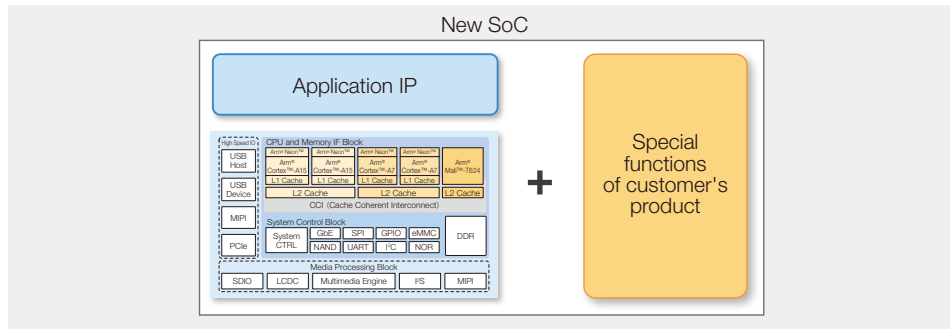 New SoC
Application IP
High Speed IO
USB
Host
USB
Device
MIPI
PCIe
CPU and Memory IF Block
Arm® Neon™ Arm® Neon™ Arm® Neon™ Arm® Neon™
Arm® Arm® Arm® Arm® Arm®
Cortex™-A15 Cortex™-A15 Cortex™-A7 Cortex™-A7 Mali™-T624
L1 Cache L1 Cache L1 Cache L1 Cache
L2 Cache L2 Cache L2 Cache
CCI (Cache Coherent Interconnect)
System Control Block
System
CTRL
GbE SPI GPIO eMMC
NAND UART I²C NOR
DDR
Media Processing Block
SDIO LCDC Multimedia Engine I²S MIPI
+
Special
functions
of customer's
product